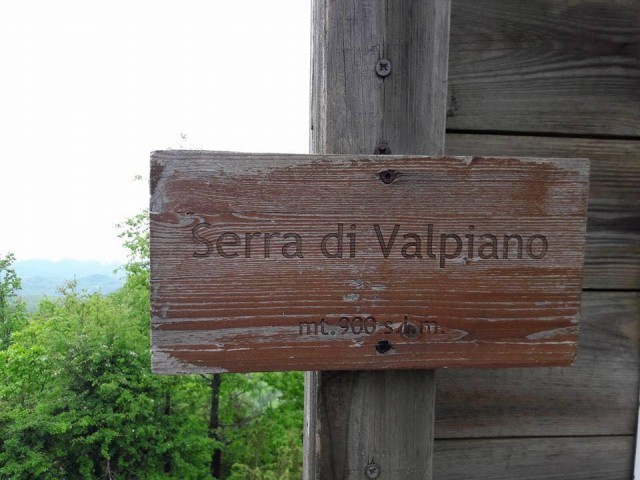 Serra di Valpiano
mt.900 s.l.m.